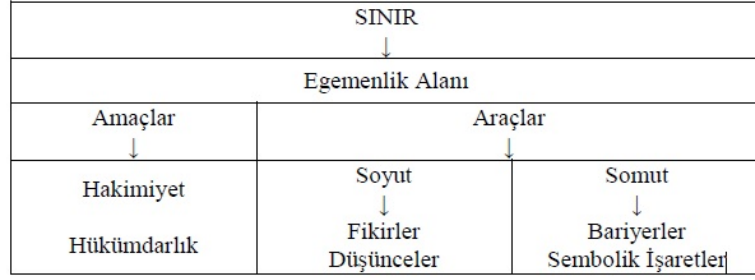 SINIR
↓
Egemenlik Alanı
Amaçlar
↓
Araçlar
↓
Hakimiyet
Hükümdarlık
Soyut
↓
Fikirler
Düşünceler
Somut
↓
Bariyerler
Sembolik İşaretler